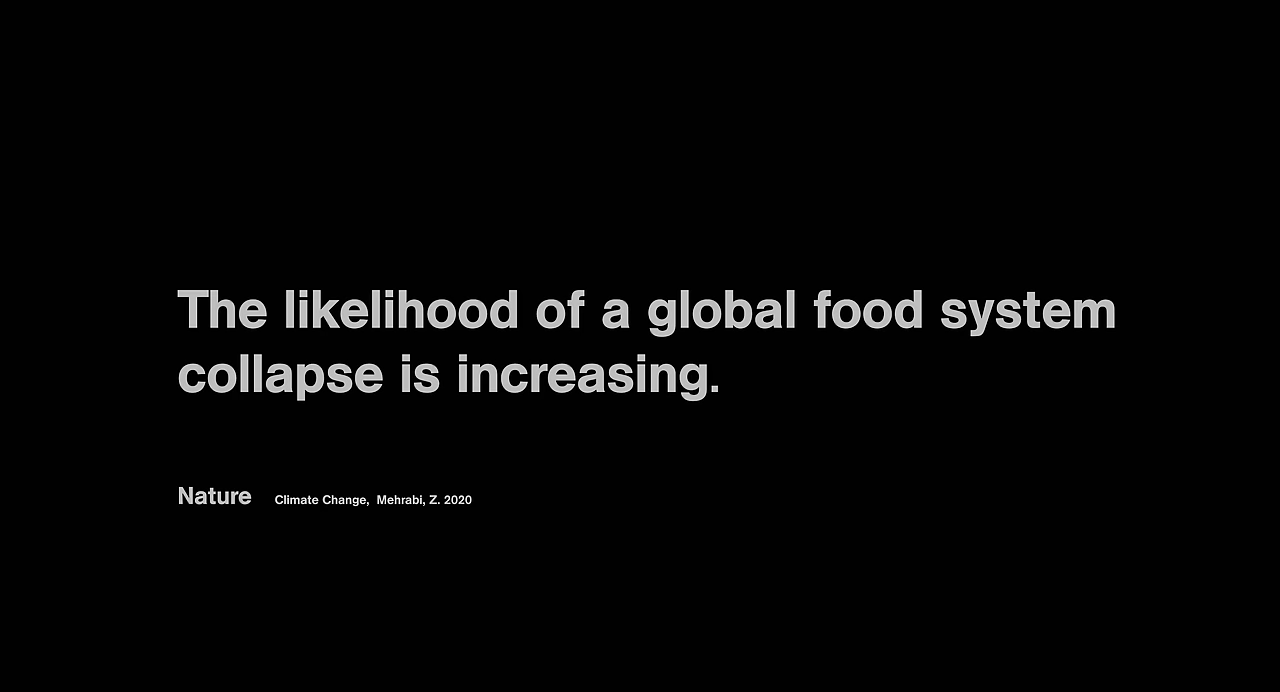 The likelihood of a global food system
collapse is increasing.
Nature Climate Change, Mehrabi, Z. 2020